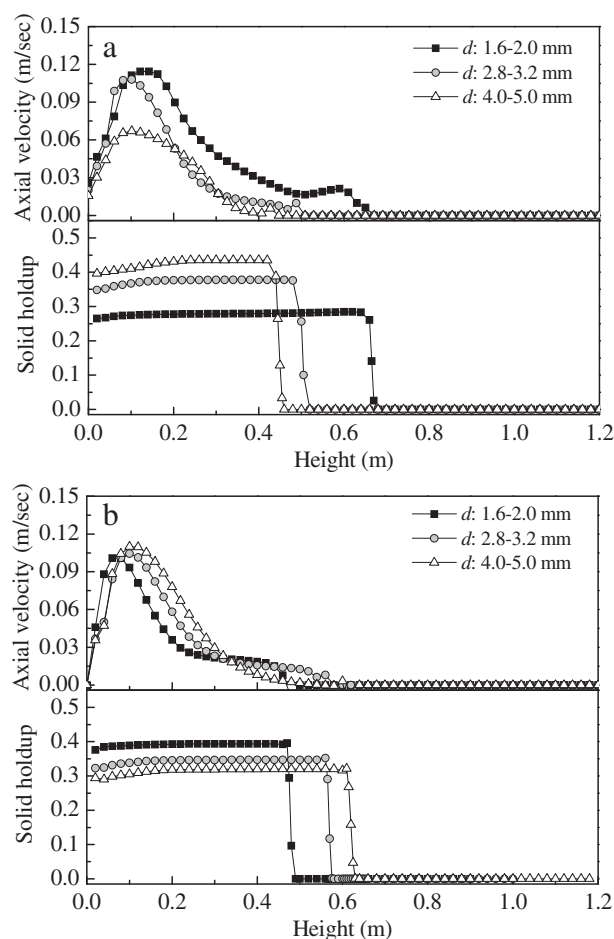 a
Axial velocity (m/sec)
0.15
0.12
0.09
0.06
0.03
0.00
d: 1.6-2.0 mm
d: 2.8-3.2 mm
d: 4.0-5.0 mm
Solid holdup
0.5
0.4
0.3
0.2
0.1
0.0
0.0 0.2 0.4 0.6 0.8 1.0 1.2
Height (m)
b
Axial velocity (m/sec)
0.15
0.12
0.09
0.06
0.03
0.00
d: 1.6-2.0 mm
d: 2.8-3.2 mm
d: 4.0-5.0 mm
Solid holdup
0.5
0.4
0.3
0.2
0.1
0.0
0.0 0.2 0.4 0.6 0.8 1.0 1.2
Height (m)